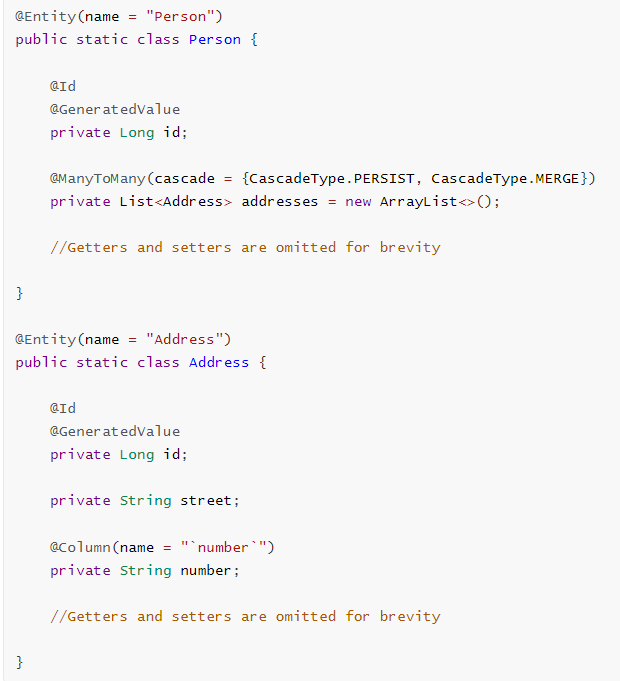 @Entity(name = "Person")
public static class Person {
@Id
@GeneratedValue
private Long id;
@ManyToMany(cascade = {CascadeType.PERSIST, CascadeType.MERGE})
private List<Address> addresses = new ArrayList<>();
//Getters and setters are omitted for brevity
}
@Entity(name = "Address")
public static class Address {
@Id
@GeneratedValue
private Long id;
private String street;
@Column(name = "`number`")
private String number;
//Getters and setters are omitted for brevity
}